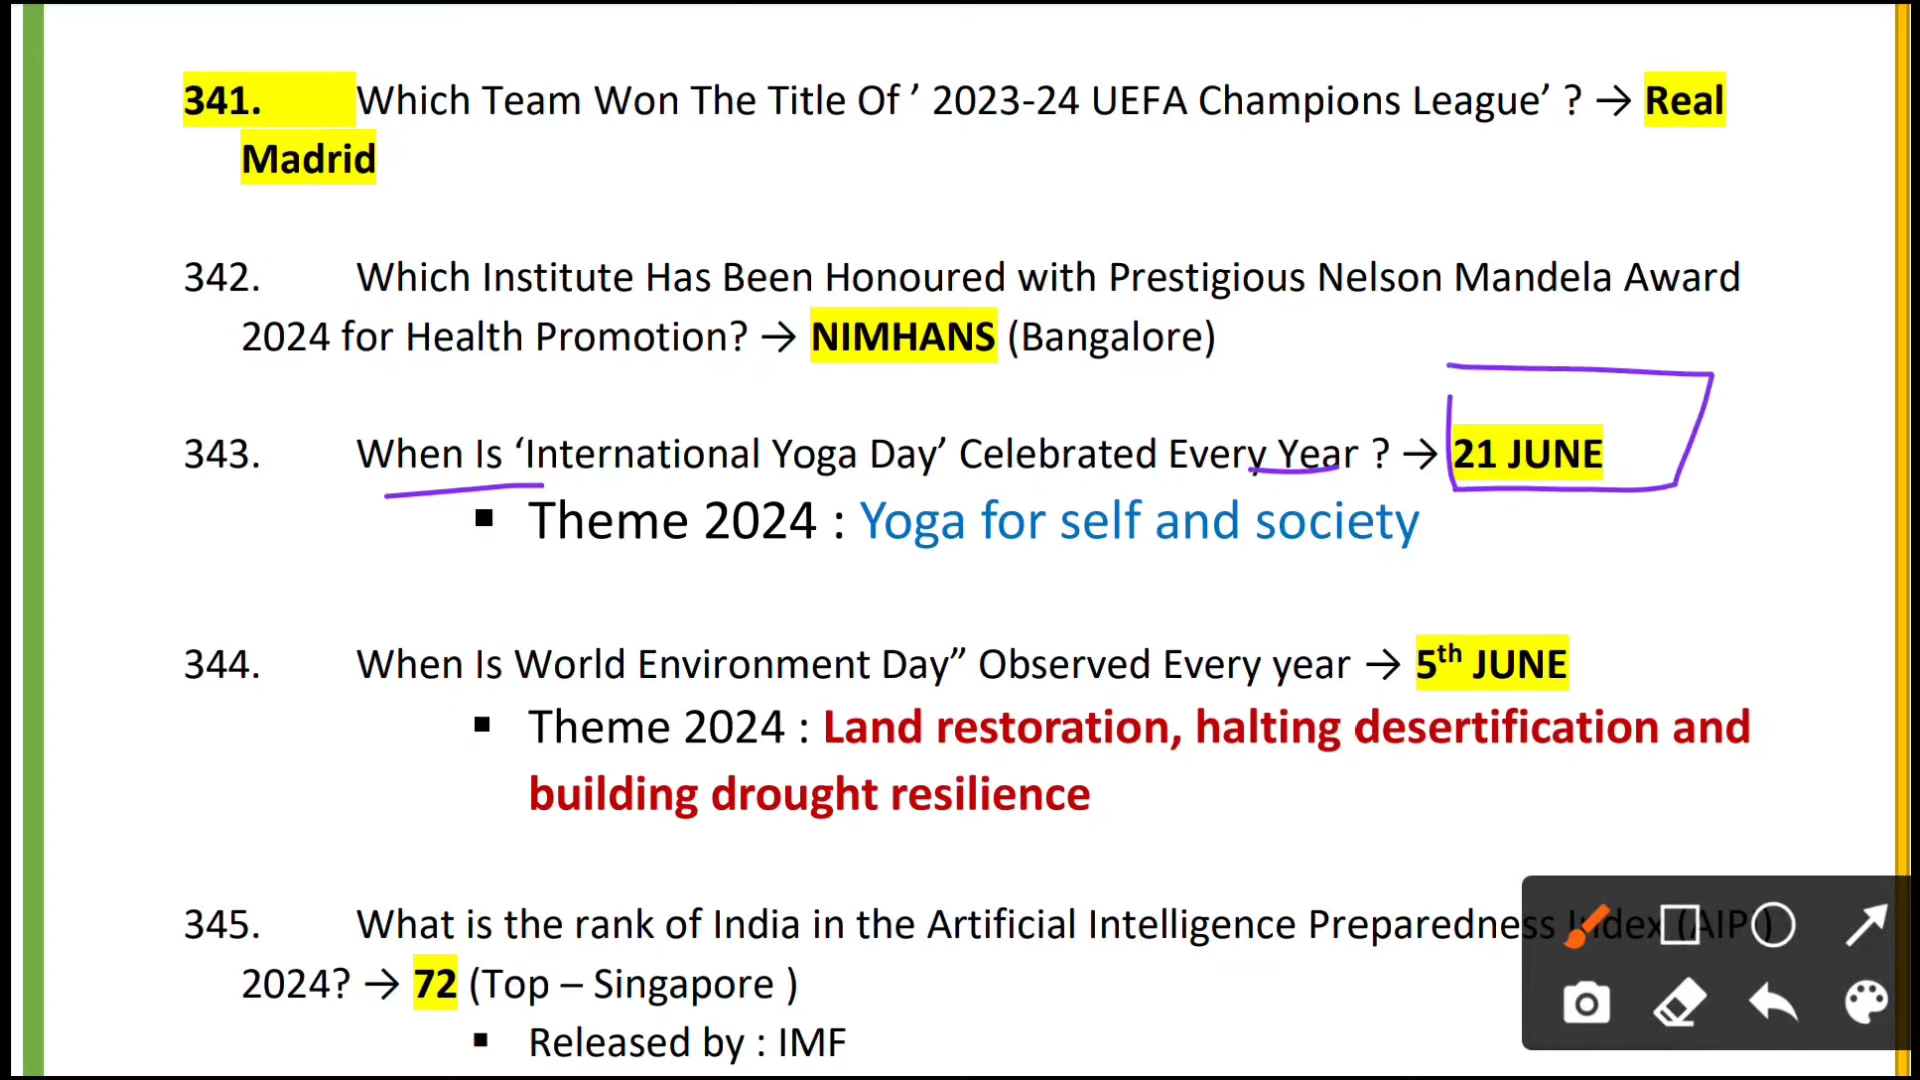 341. Which Team Won The Title Of ’ 2023-24 UEFA Champions League’ ? → Real
Madrid
342. Which Institute Has Been Honoured with Prestigious Nelson Mandela Award
2024 for Health Promotion? → NIMHANS (Bangalore)
343. When Is ‘International Yoga Day’ Celebrated Every Year ? → 21 JUNE
▪ Theme 2024 : Yoga for self and society
344. When Is World Environment Day” Observed Every year → 5th JUNE
▪ Theme 2024 : Land restoration, halting desertification and
building drought resilience
345. What is the rank of India in the Artificial Intelligence Preparedness Index
2024? → 72 (Top – Singapore )
▪ Released by : IMF